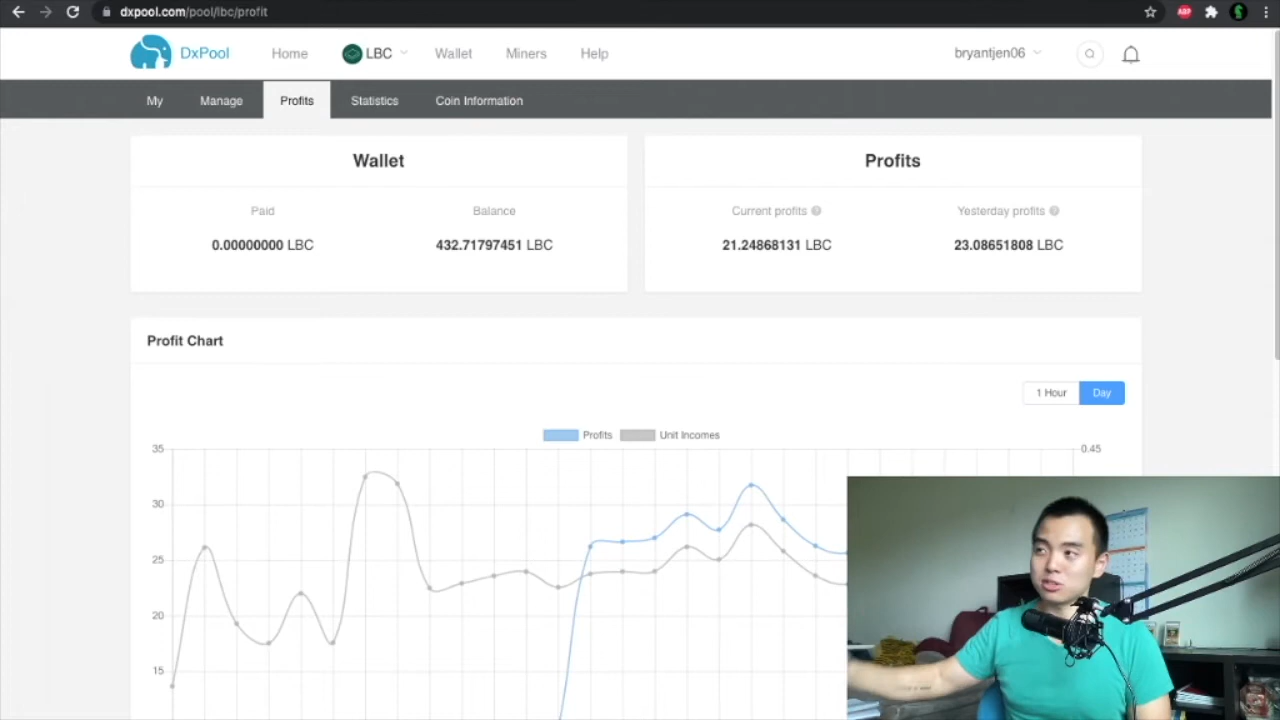 dxpool.com/pool/lbc/profit
ABP
DxPool Home LBC Wallet Miners Help bryantjen06
My Manage Profits Statistics Coin Information
Wallet
Paid Balance
0.00000000 LBC 432.71797451 LBC
Profits
Current profits ? Yesterday profits ?
21.24868131 LBC 23.08651808 LBC
Profit Chart
1 Hour Day
Profits Unit Incomes
35 0.45
30
25
20
15